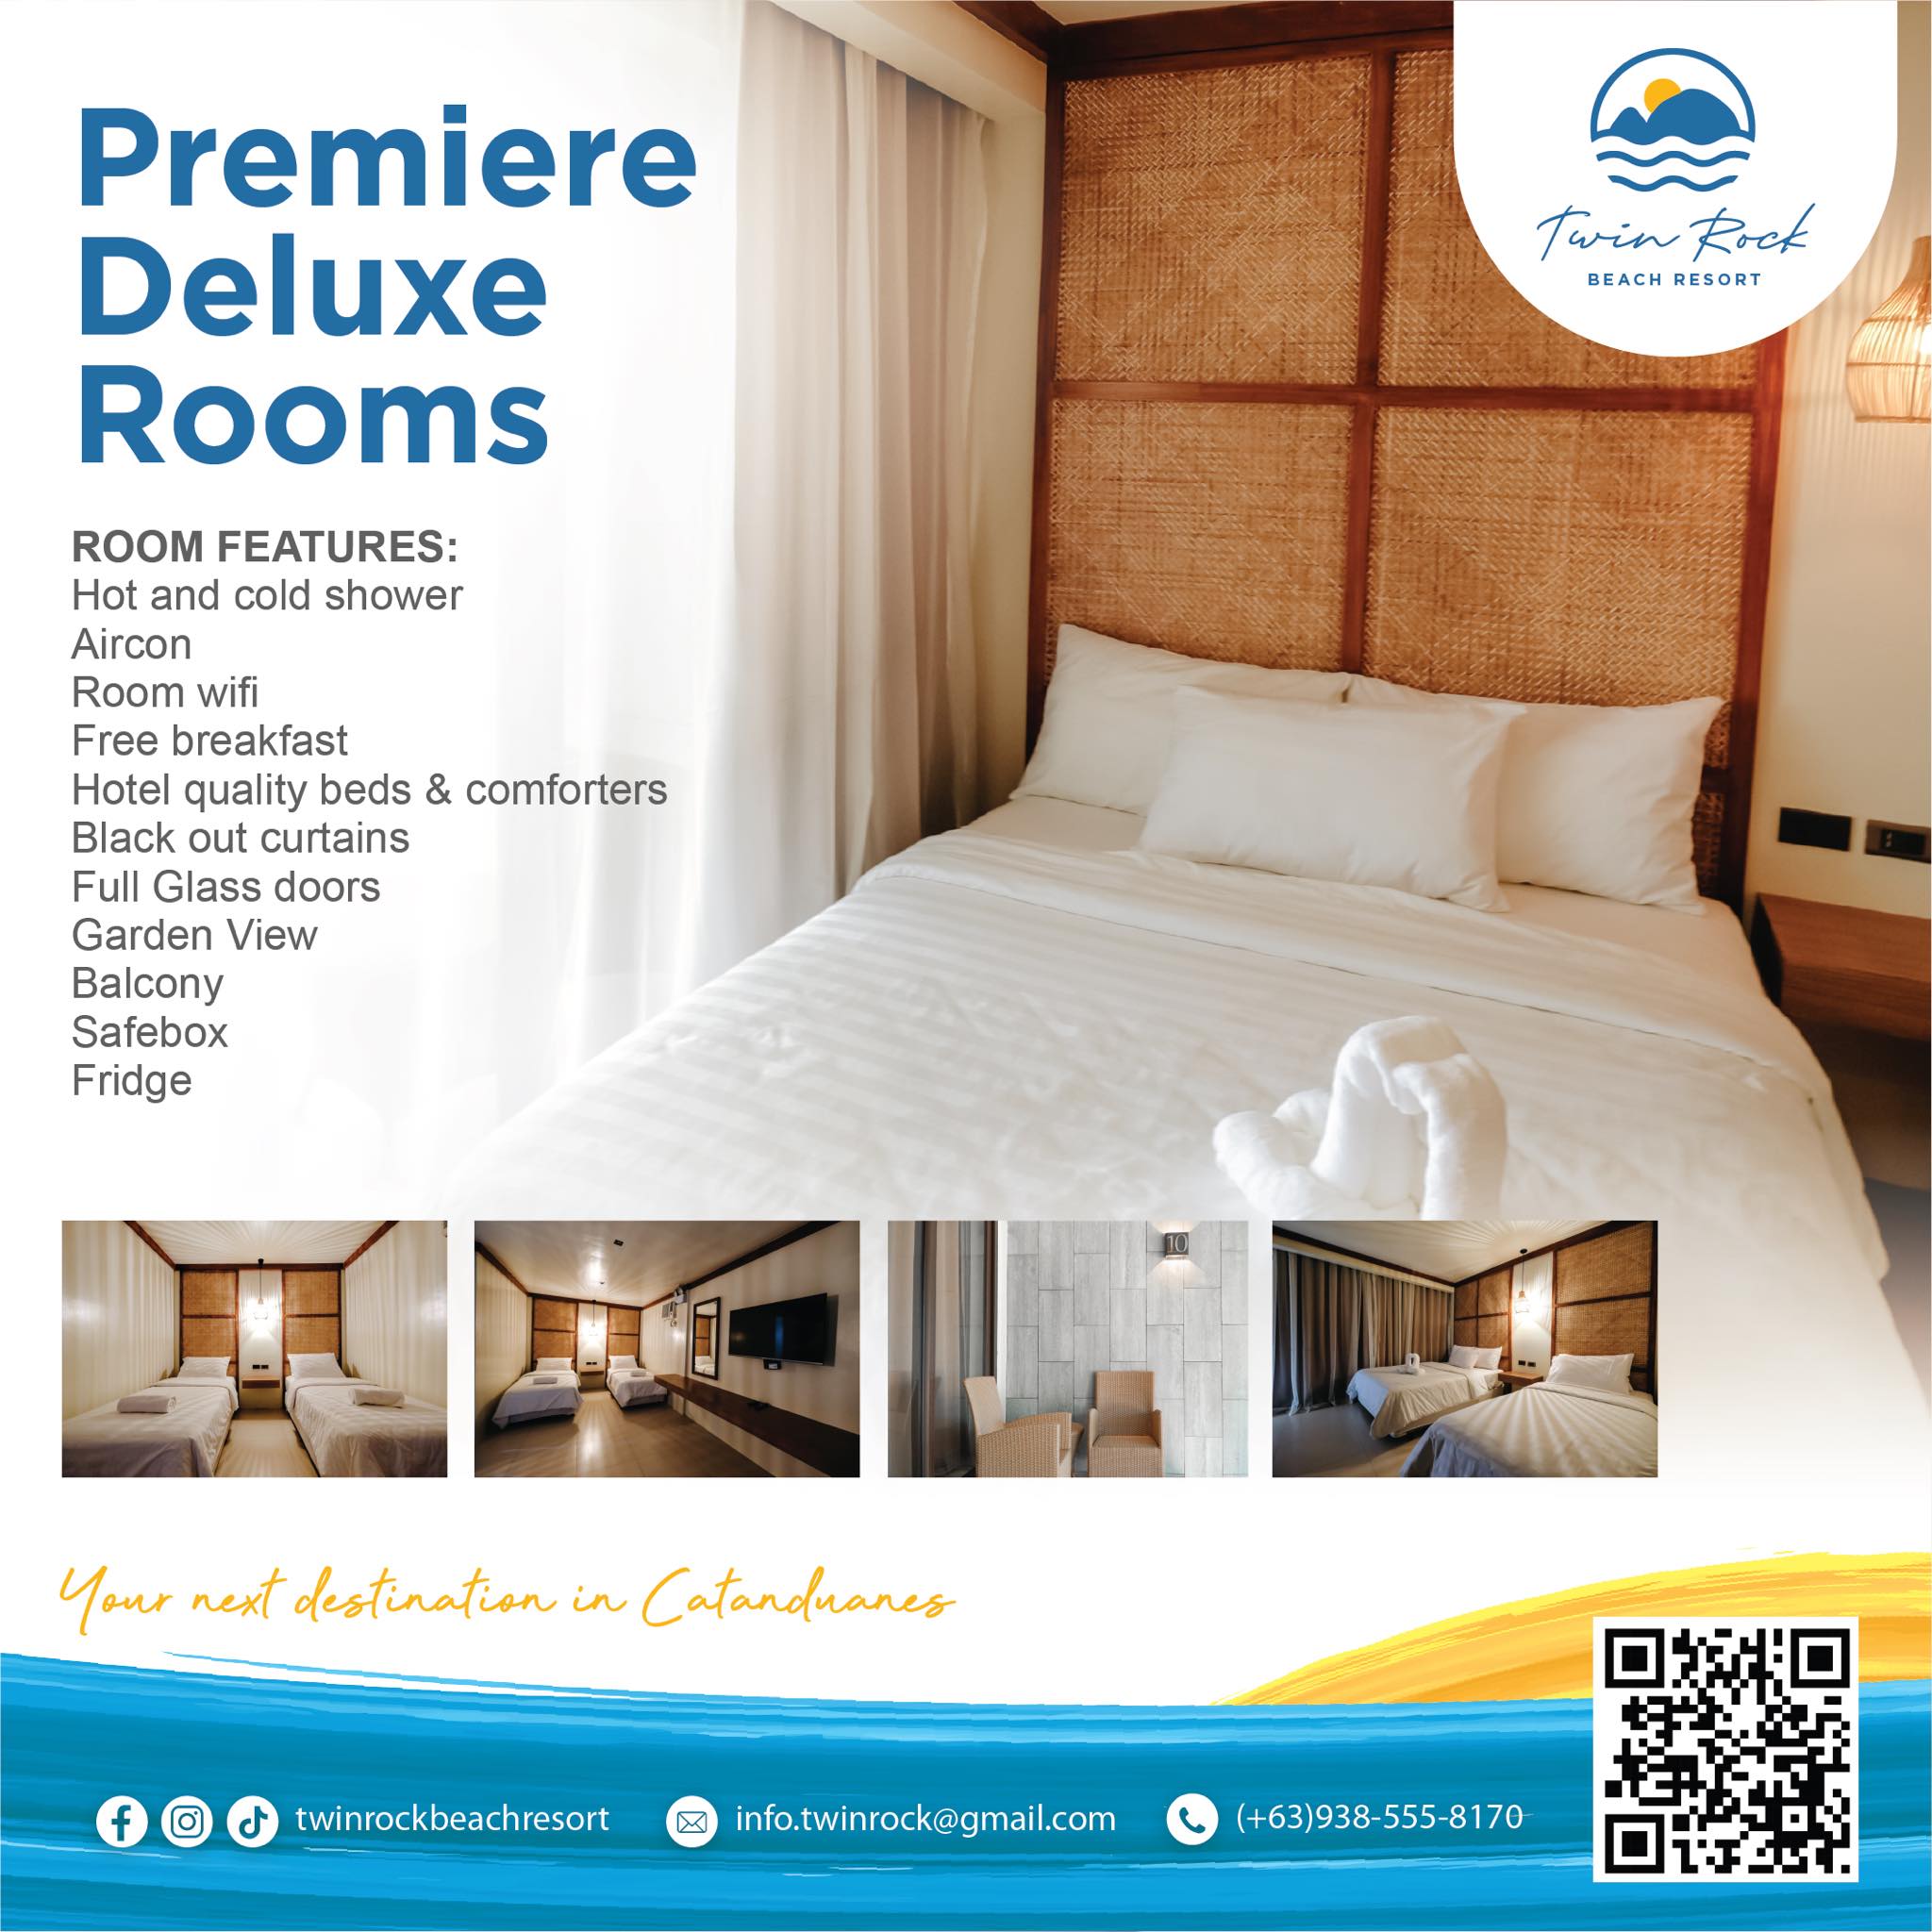 Premiere
Deluxe
Rooms
Twin Rock
BEACH RESORT
ROOM FEATURES:
Hot and cold shower
Aircon
Room wifi
Free breakfast
Hotel quality beds & comforters
Black out curtains
Full Glass doors
Garden View
Balcony
Safebox
Fridge
10
Your next destination in Catanduanes
twinrockbeachresort
info.twinrock@gmail.com
(+63)938-555-8170